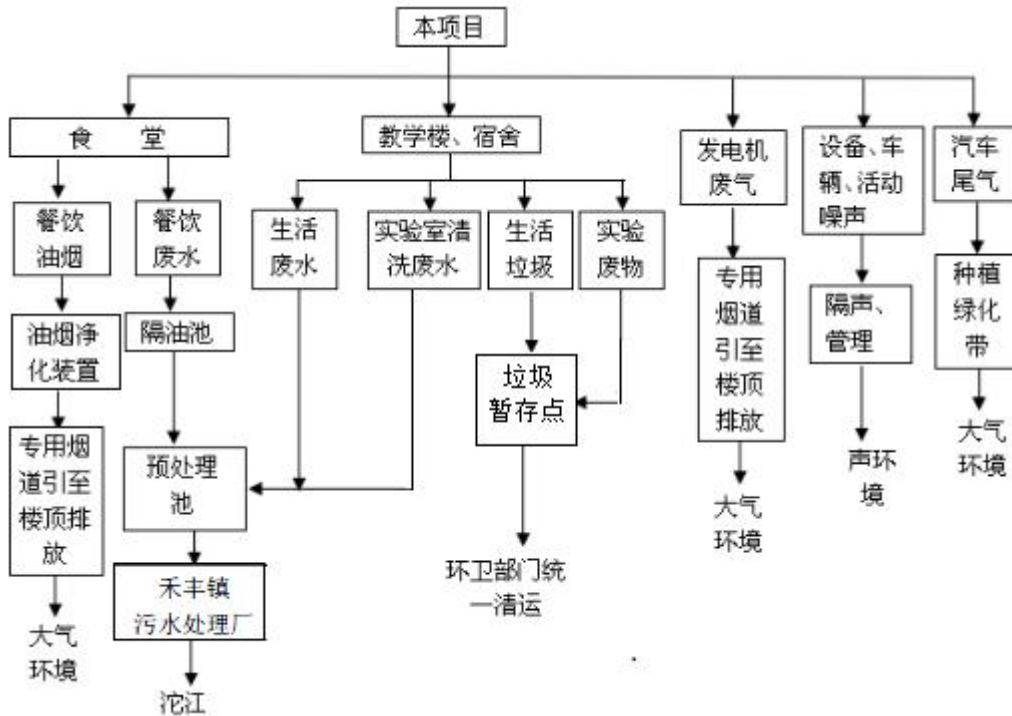 本项目
食 堂
教学楼、宿舍
发电机
废气
设备、车
辆、活动
噪声
汽车
尾气
餐饮
油烟
餐饮
废水
生活
废水
实验室清
洗废水
生活
垃圾
实验
废物
油烟净
化装置
隔油池
垃圾
暂存点
专用
烟道
引至
楼顶
排放
隔声、
管理
种植
绿化
带
专用烟
道引至
楼顶排
放
预处理
池
大气
环境
声环
境
大气
环境
环卫部门统
一清运
禾丰镇
污水处理厂
大气
环境
沱江